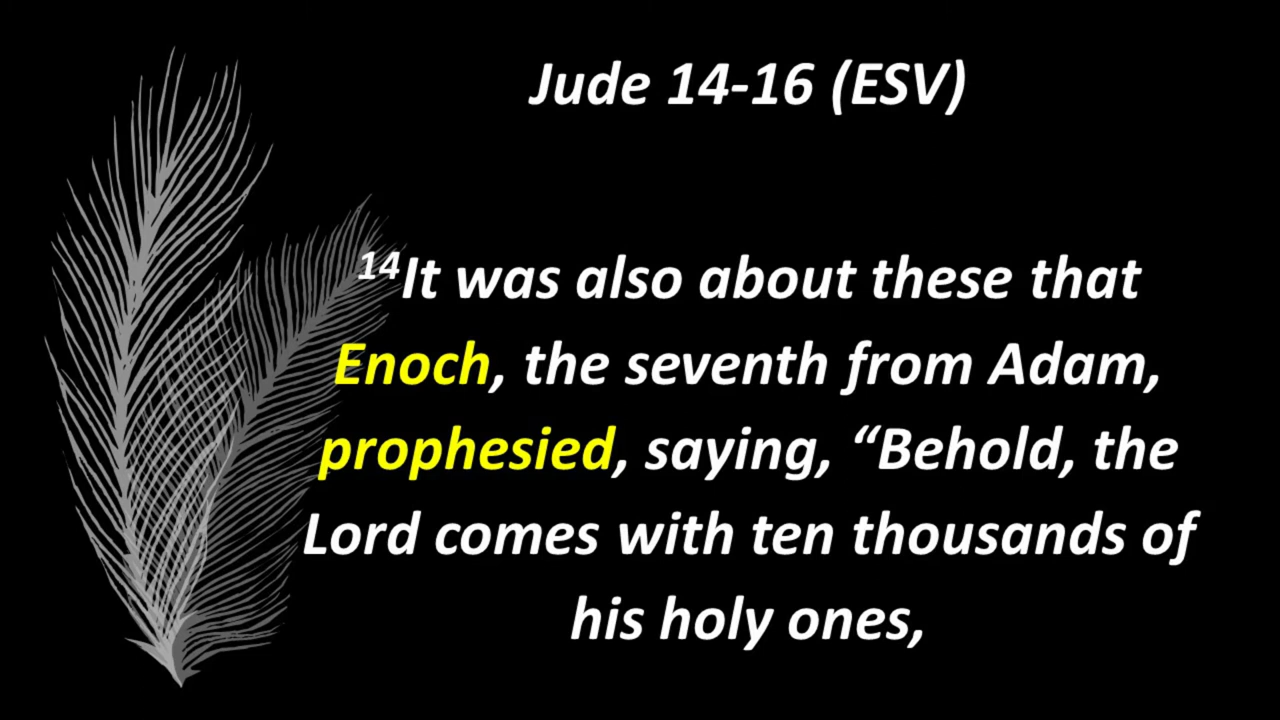 Jude 14-16 (ESV)
14It was also about these that
Enoch, the seventh from Adam,
prophesied, saying, “Behold, the
Lord comes with ten thousands of
his holy ones,